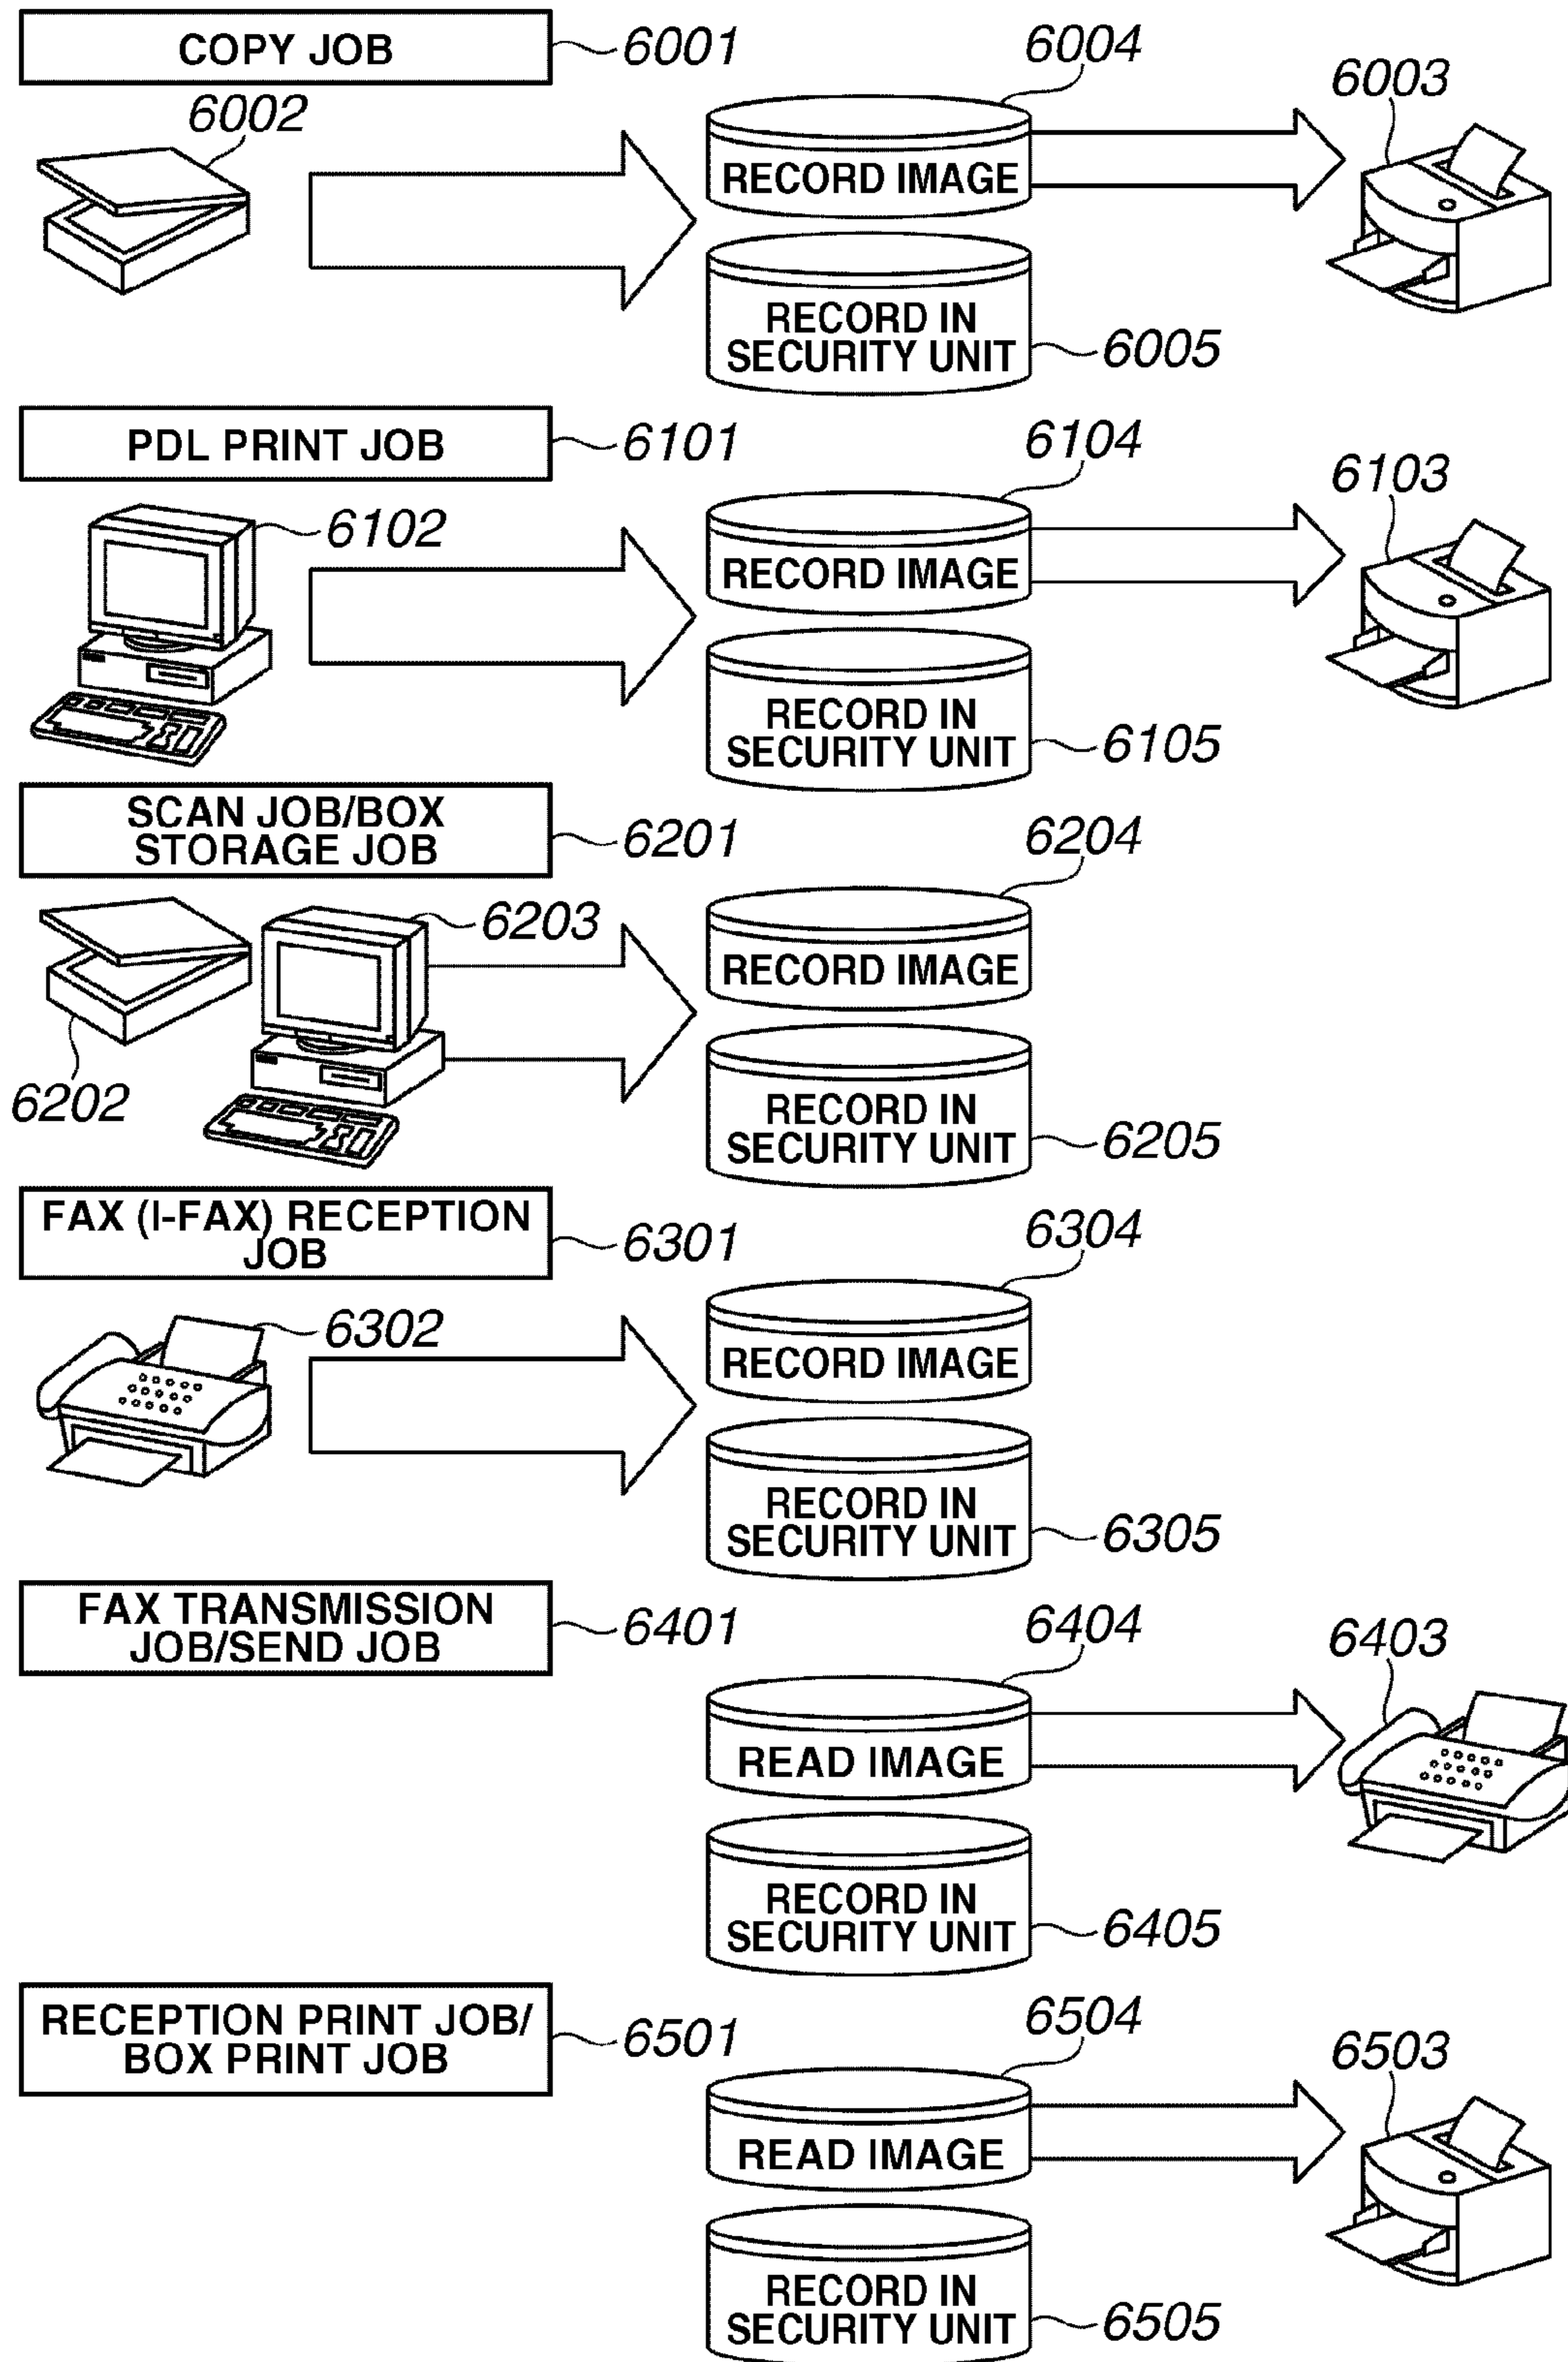 COPY JOB
6001
6002
6004
6003
RECORD IMAGE
RECORD IN
SECURITY UNIT
6005
PDL PRINT JOB
6101
6102
6104
6103
RECORD IMAGE
RECORD IN
SECURITY UNIT
6105
SCAN JOB/BOX
STORAGE JOB
6201
6203
6202
6204
RECORD IMAGE
RECORD IN
SECURITY UNIT
6205
FAX (I-FAX) RECEPTION
JOB
6301
6302
6304
RECORD IMAGE
RECORD IN
SECURITY UNIT
6305
FAX TRANSMISSION
JOB/SEND JOB
6401
6404
6403
READ IMAGE
RECORD IN
SECURITY UNIT
6405
RECEPTION PRINT JOB/
BOX PRINT JOB
6501
6504
6503
READ IMAGE
RECORD IN
SECURITY UNIT
6505